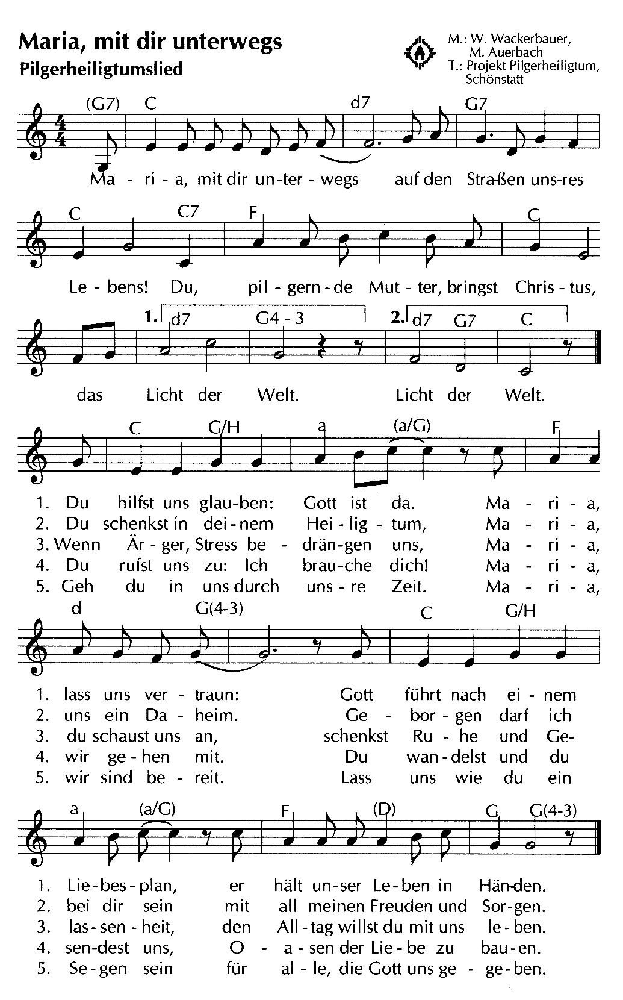 Maria, mit dir unterwegs
Pilgerheiligtumslied
M.: W. Wackerbauer,
M. Auerbach
T.: Projekt Pilgerheiligtum,
Schönstatt
(G7) C d7 G7
4
4
Ma - ri - a, mit dir un-ter - wegs auf den Stra-ßen uns-res
C C7 F C
Le - bens! Du, pil - gern - de Mut - ter, bringst Chris - tus,
1. d7 G4 - 3 2. d7 G7 C
das Licht der Welt. Licht der Welt.
C G/H a (a/G) F
1. Du hilfst uns glau-ben: Gott ist da. Ma - ri - a,
2. Du schenkst in dei-nem Hei - lig - tum, Ma - ri - a,
3. Wenn Är - ger, Stress be - drän-gen uns, Ma - ri - a,
4. Du rufst uns zu: Ich brau-che dich! Ma - ri - a,
5. Geh du in uns durch uns - re Zeit. Ma - ri - a,
d G(4-3) C G/H
1. lass uns ver - traun: Gott führt nach ei - nem
2. uns ein Da - heim. Ge - bor - gen darf ich
3. du schaust uns an, schenkst Ru - he und Ge-
4. wir ge - hen mit. Du wan-delst und du
5. wir sind be - reit. Lass uns wie du ein
a (a/G) F (D) G G(4-3)
1. Lie-bes-plan, er hält un-ser Le-ben in Hän-den.
2. bei dir sein mit all meinen Freuden und Sor-gen.
3. las-sen-heit, den All-tag willst du mit uns le-ben.
4. sen-dest uns, O - a - sen der Lie - be zu bau-en.
5. Se-gen sein für al - le, die Gott uns ge - ge-ben.